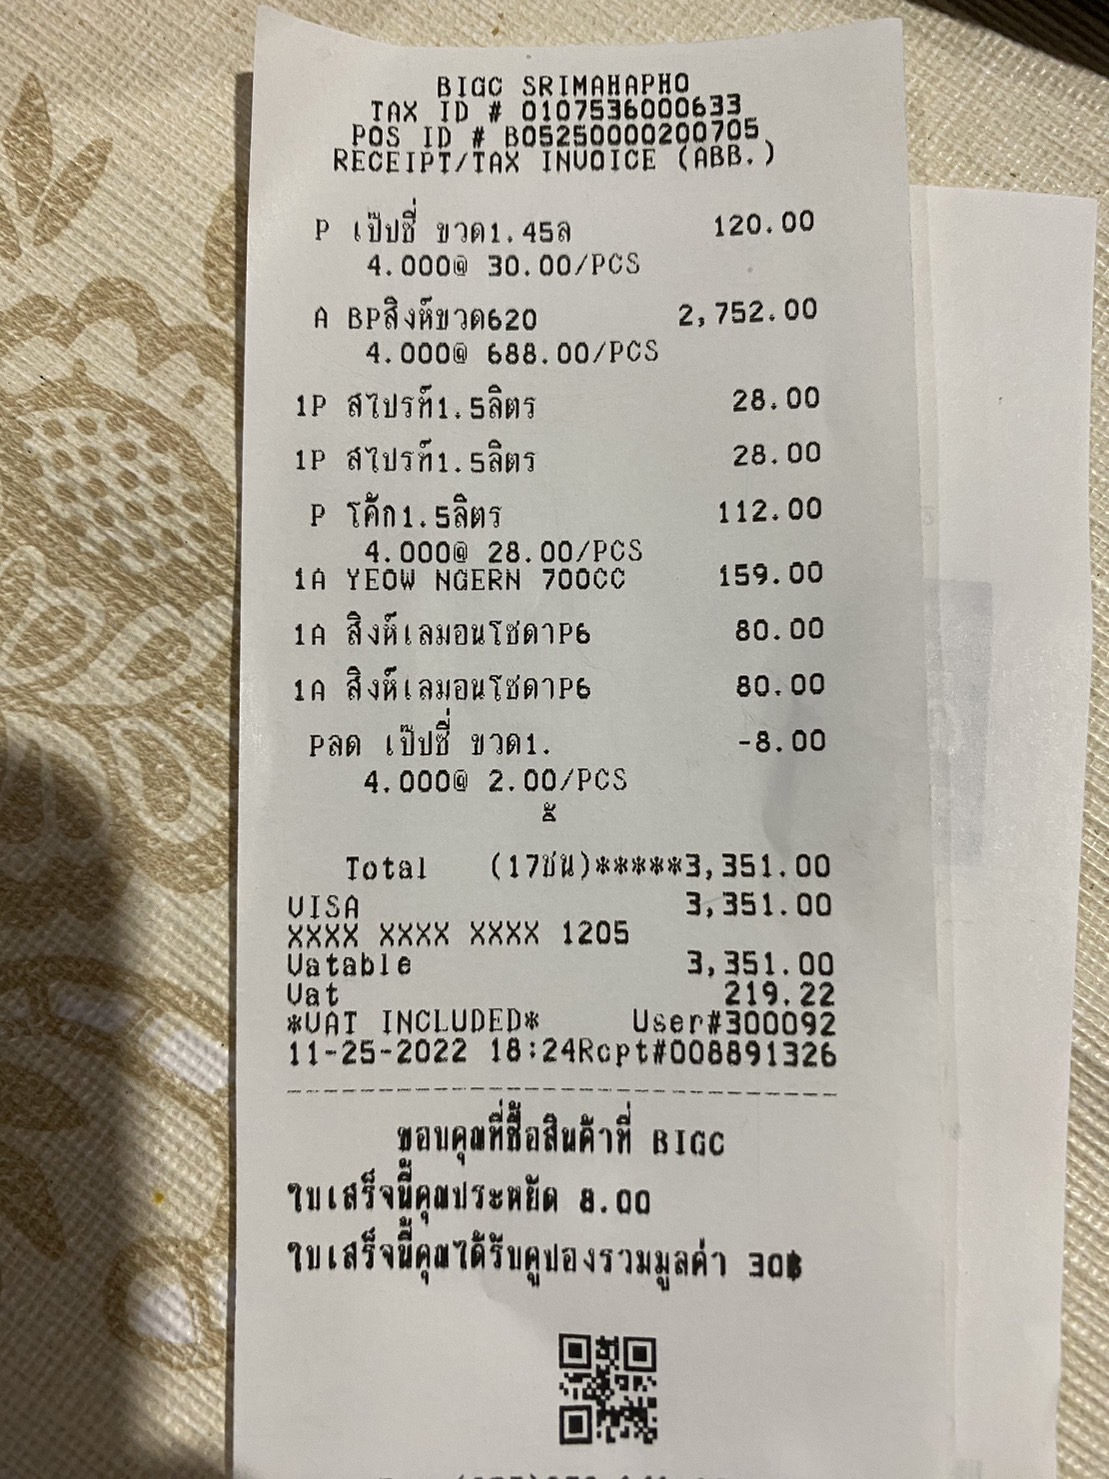 BIGC SRIMAHAPHO
TAX ID # 0107536000633
POS ID # B05250000200705
RECEIPT/TAX INVOICE (ABB.)
P เป๊ปซี่ ขวด1.45ล 120.00
4.000@ 30.00/PCS
A BPสิงห์ขวด620 2,752.00
4.000@ 688.00/PCS
1P สไปรท์1.5ลิตร 28.00
1P สไปรท์1.5ลิตร 28.00
P โค้ก1.5ลิตร 112.00
4.000@ 28.00/PCS
1A YEOW NGERN 700CC 159.00
1A สิงห์เลมอนโซดาP6 80.00
1A สิงห์เลมอนโซดาP6 80.00
Pลด เป๊ปซี่ ขวด1. -8.00
4.000@ 2.00/PCS
Total (17ชิ้น)*****3,351.00
VISA 3,351.00
XXXX XXXX XXXX 1205
Vatable 3,351.00
Vat 219.22
*VAT INCLUDED* User#300092
11-25-2022 18:24Rcpt#008891326
ขอบคุณที่ซื้อสินค้าที่ BIGC
ใบเสร็จนี้คุณประหยัด 8.00
ใบเสร็จนี้คุณได้รับคูปองรวมมูลค่า 30฿